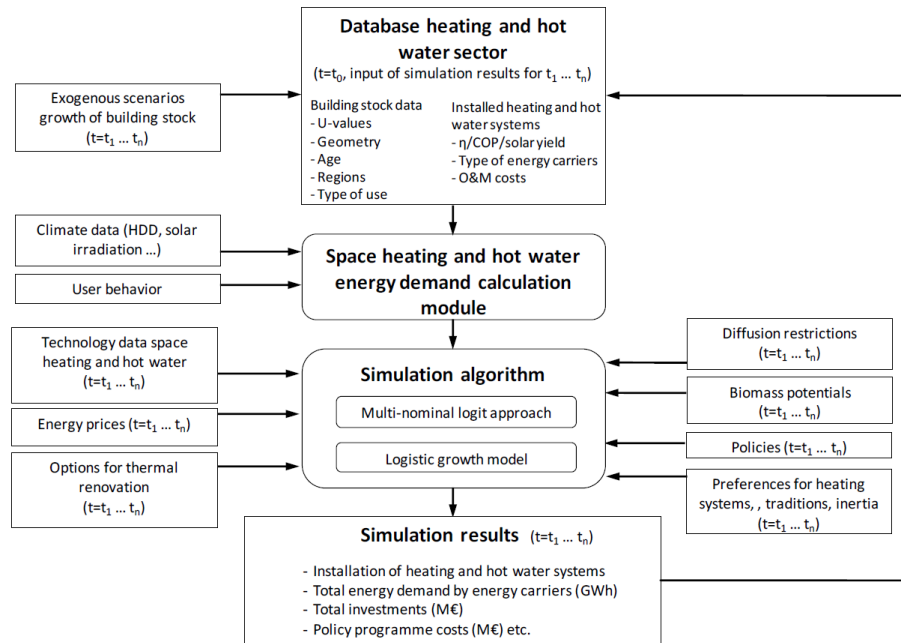 Database heating and hot
water sector
(t=t0, input of simulation results for t1 ... tn)
Building stock data
- U-values
- Geometry
- Age
- Regions
- Type of use
Installed heating and hot
water systems
- η/COP/solar yield
- Type of energy carriers
- O&M costs
Exogenous scenarios
growth of building stock
(t=t1 ... tn)
Climate data (HDD, solar
irradiation ...)
User behavior
Space heating and hot water
energy demand calculation
module
Technology data space
heating and hot water
(t=t1 ... tn)
Energy prices (t=t1 ... tn)
Options for thermal
renovation
(t=t1 ... tn)
Simulation algorithm
Multi-nominal logit approach
Logistic growth model
Diffusion restrictions
(t=t1 ... tn)
Biomass potentials
(t=t1 ... tn)
Policies (t=t1 ... tn)
Preferences for heating
systems, , traditions, inertia
(t=t1 ... tn)
Simulation results (t=t1 ... tn)
- Installation of heating and hot water systems
- Total energy demand by energy carriers (GWh)
- Total investments (M€)
- Policy programme costs (M€) etc.